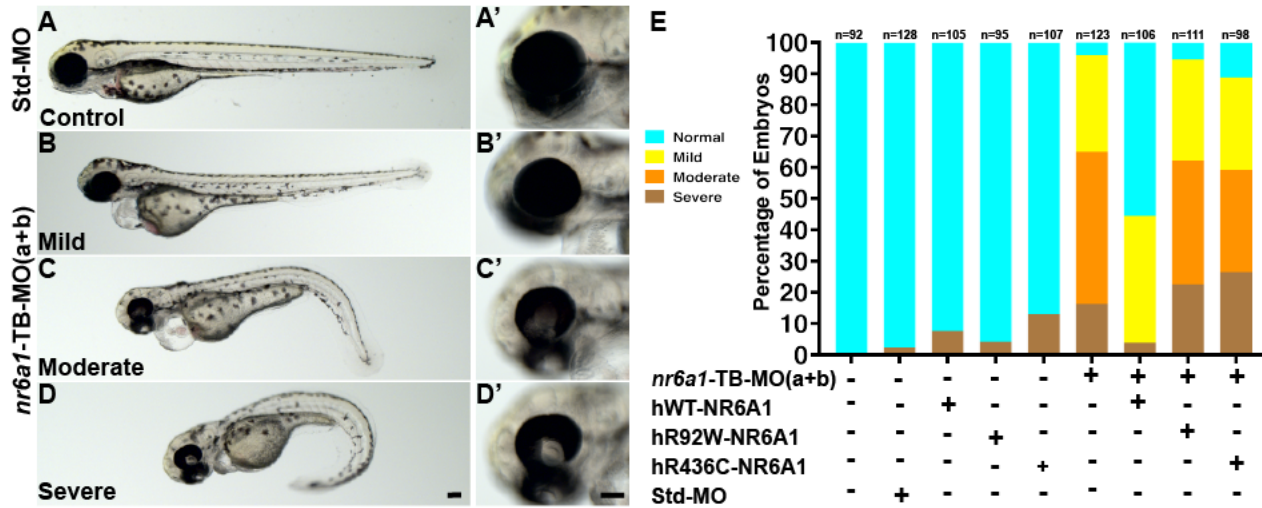 A
A'
Std-MO
Control
B
B'
Mild
C
C'
Moderate
D
D'
Severe
nr6a1-TB-MO(a+b)
E
Normal
Mild
Moderate
Severe
Percentage of Embryos
n=92 n=128 n=105 n=95 n=107 n=123 n=106 n=111 n=98
100
90
80
70
60
50
40
30
20
10
0
nr6a1-TB-MO(a+b) - - - - - + + + +
hWT-NR6A1 - - + - - - + - -
hR92W-NR6A1 - - - + - - - + -
hR436C-NR6A1 - - - - + - - - +
Std-MO - + - - - - - - -